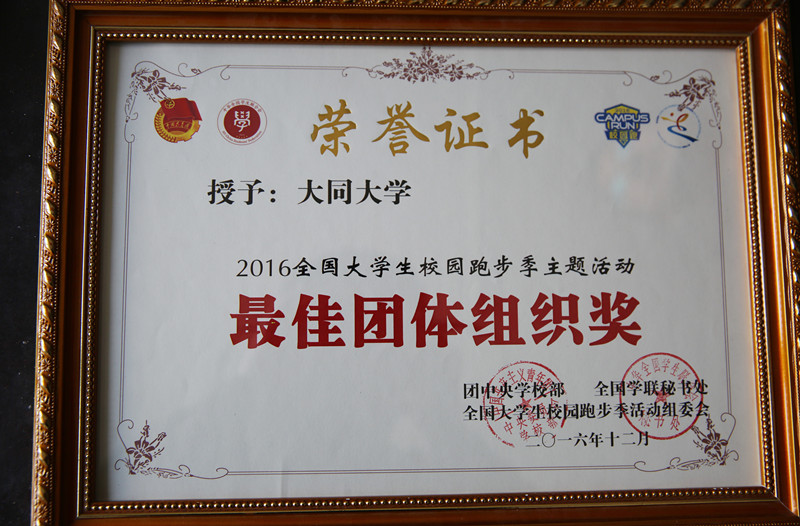 荣誉证书
CAMPUS
RUN
校园跑
授予：大同大学
2016全国大学生校园跑步季主题活动
最佳团体组织奖
团中央学校部 全国学联秘书处
全国大学生校园跑步季活动组委会
二〇一六年十二月